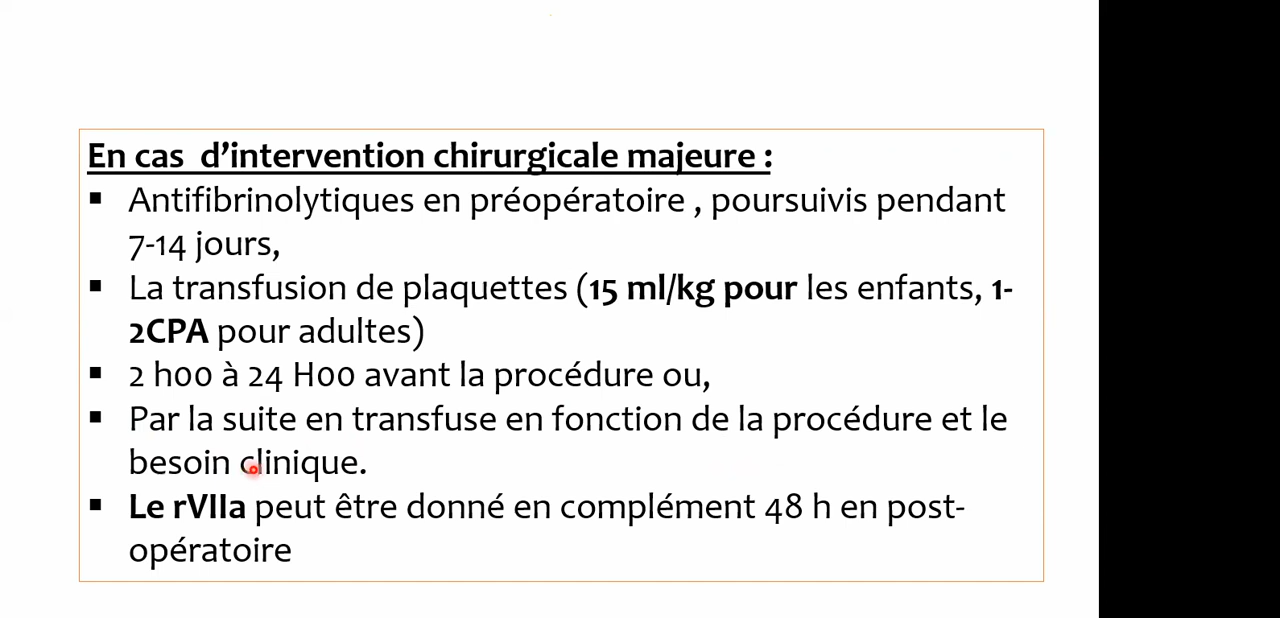 En cas  d’intervention chirurgicale majeure :
▪ Antifibrinolytiques en préopératoire , poursuivis pendant
7-14 jours,
▪ La transfusion de plaquettes (15 ml/kg pour les enfants, 1-
2CPA pour adultes)
▪ 2 h00 à 24 H00 avant la procédure ou,
▪ Par la suite en transfuse en fonction de la procédure et le
besoin clinique.
▪ Le rVIIa peut être donné en complément 48 h en post-
opératoire